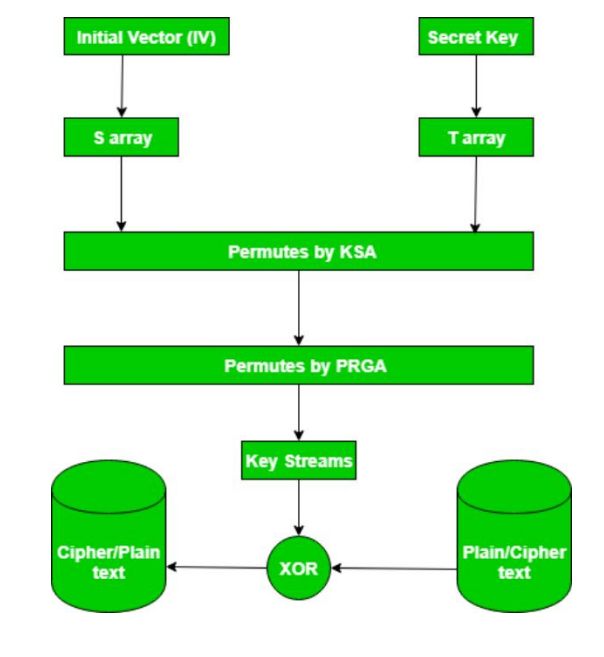 Initial Vector (IV)
Secret Key
S array
T array
Permutes by KSA
Permutes by PRGA
Key Streams
Cipher/Plain
text
XOR
Plain/Cipher
text